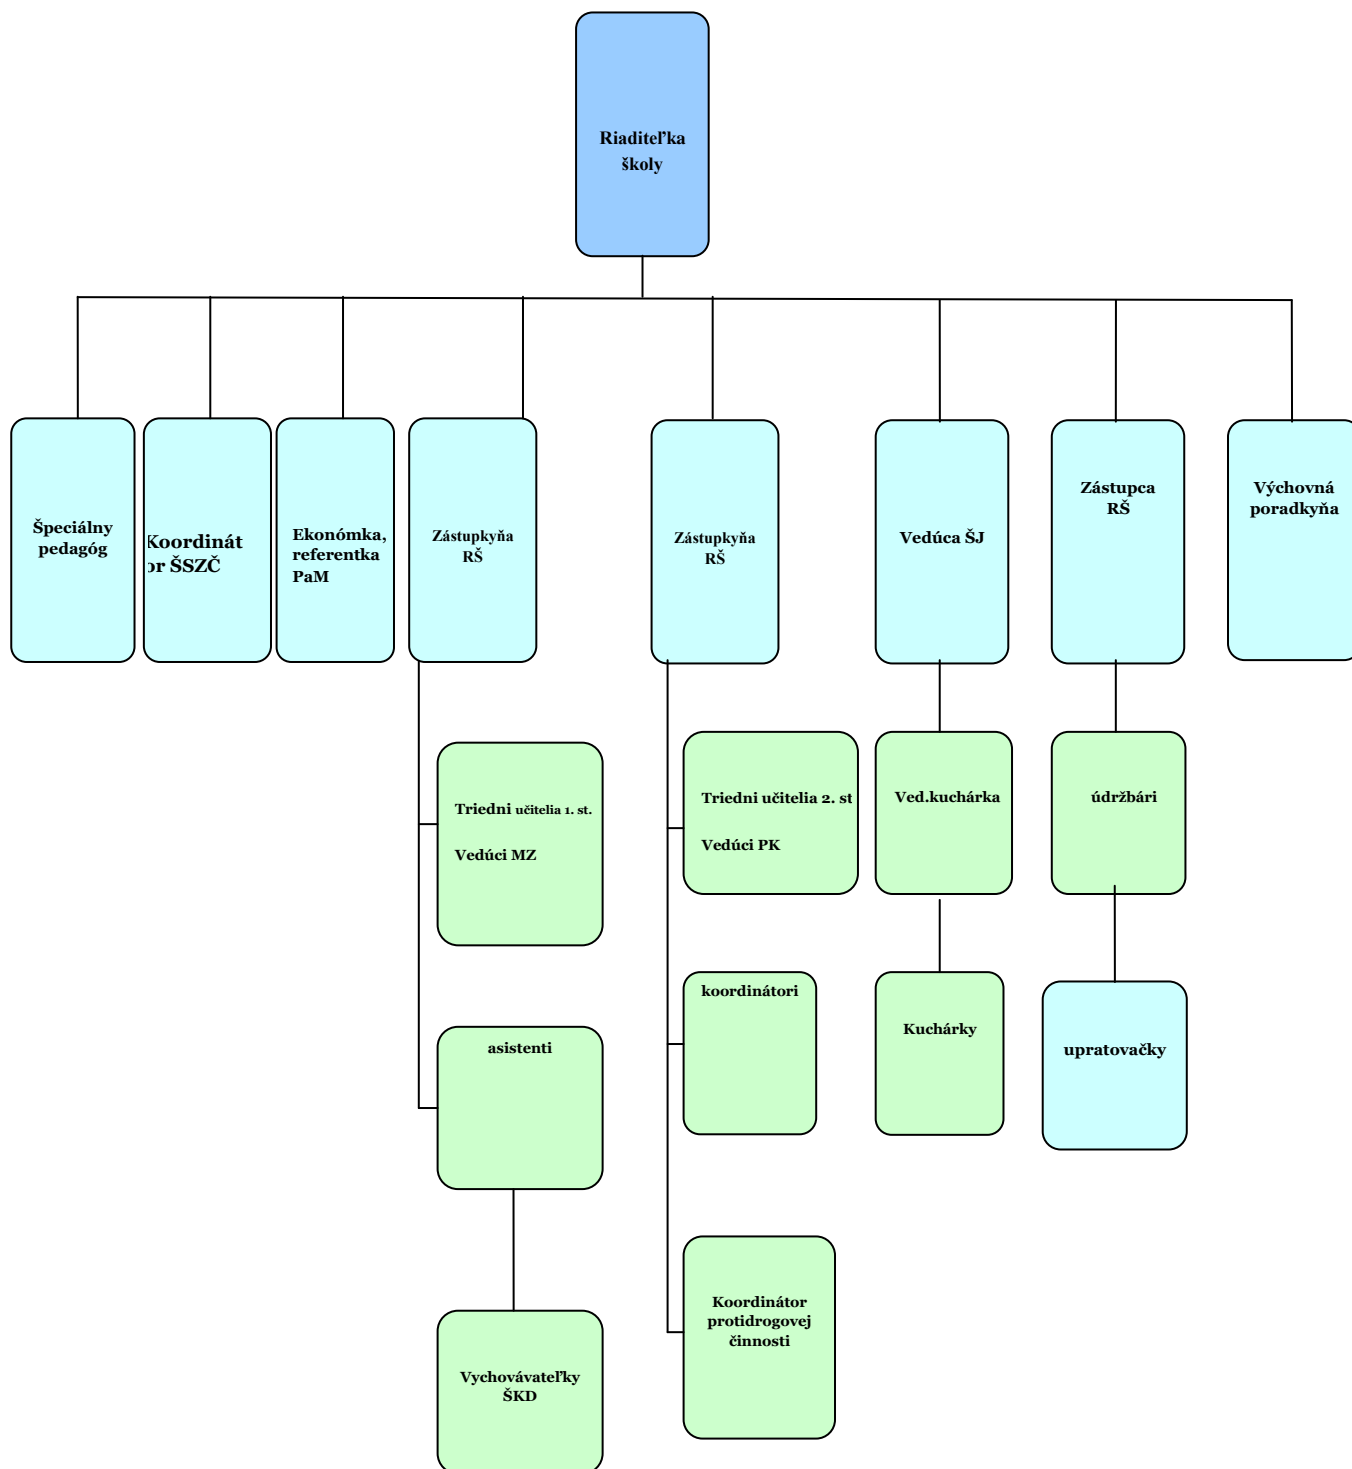 Riaditeľka
školy
Špeciálny
pedagóg
Koordinát
or ŠSZČ
Ekonómka,
referentka
PaM
Zástupkyňa
RŠ
Zástupkyňa
RŠ
Vedúca ŠJ
Zástupca
RŠ
Výchovná
poradkyňa
Triedni učitelia 1. st.
Vedúci MZ
Triedni učitelia 2. st
Vedúci PK
Ved.kuchárka
údržbári
asistenti
koordinátori
Kuchárky
upratovačky
Vychovávateľky
ŠKD
Koordinátor
protidrogovej
činnosti